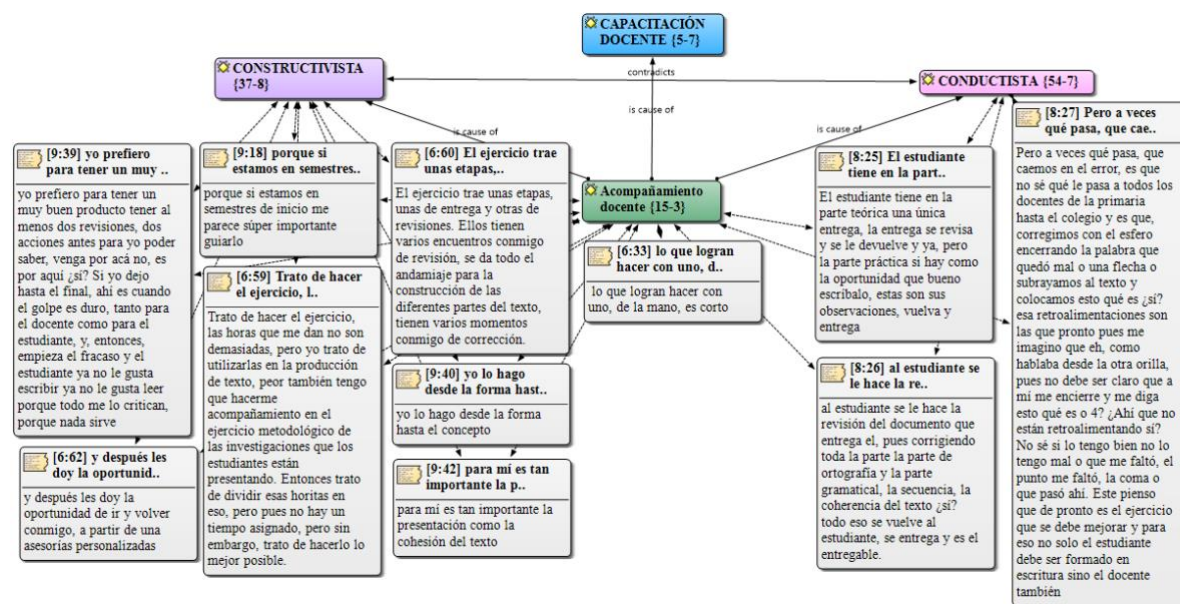 CAPACITACIÓN
DOCENTE {5-7}
CONSTRUCTIVISTA
{37-8}
contradicts
CONDUCTISTA {54-7}
is cause of
is cause of
is cause of
[9:39] yo prefiero
para tener un muy ..
yo prefiero para tener un
muy buen producto tener al
menos dos revisiones, dos
acciones antes para yo poder
saber, venga por acá no, es
por aquí ¿si? Si yo dejo
hasta el final, ahí es cuando
el golpe es duro, tanto para
el docente como para el
estudiante, y, entonces,
empieza el fracaso y el
estudiante ya no le gusta
escribir ya no le gusta leer
porque todo me lo critican,
porque nada sirve
[9:18] porque si
estamos en semestres..
porque si estamos en
semestres de inicio me
parece súper importante
guiarlo
[6:60] El ejercicio trae
unas etapas,..
El ejercicio trae unas etapas,
unas de entrega y otras de
revisiones. Ellos tienen
varios encuentros conmigo
de revisión, se da todo el
andamiaje para la
construcción de las
diferentes partes del texto,
tienen varios momentos
conmigo de corrección.
Acompañamiento
docente {15-3}
[6:33] lo que logran
hacer con uno, d..
lo que logran hacer con
uno, de la mano, es corto
[8:25] El estudiante
tiene en la part..
El estudiante tiene en la
parte teórica una única
entrega, la entrega se revisa
y se le devuelve y ya, pero
la parte práctica si hay como
la oportunidad que bueno
escríbalo, estas son sus
observaciones, vuelva y
entrega
[8:27] Pero a veces
qué pasa, que cae..
Pero a veces qué pasa, que
caemos en el error, es que
no sé qué le pasa a todos los
docentes de la primaria
hasta el colegio y es que,
corregimos con el esfero
encerrando la palabra que
quedó mal o una flecha o
subrayamos al texto y
colocamos esto qué es ¿sí?
esa retroalimentaciones son
las que pronto pues me
imagino que eh, como
hablaba desde la otra orilla,
pues no debe ser claro que a
mi me encierre y me diga
esto qué es o 4? ¿Ahí que no
están retroalimentando sí?
No sé si lo tengo bien no lo
tengo mal o que me faltó, el
punto me faltó, la coma o
que pasó ahí. Este pienso
que de pronto es el ejercicio
que se debe mejorar y para
eso no solo el estudiante
debe ser formado en
escritura sino el docente
también
[6:59] Trato de hacer
el ejercicio, l..
Trato de hacer el ejercicio,
las horas que me dan no son
demasiadas, pero yo trato de
utilizarlas en la producción
de texto, peor también tengo
que hacerme
acompañamiento en el
ejercicio metodológico de
las investigaciones que los
estudiantes están
presentando. Entonces trato
de dividir esas horitas en
eso, pero pues no hay un
tiempo asignado, pero sin
embargo, trato de hacerlo lo
mejor posible.
[9:40] yo lo hago
desde la forma hast..
yo lo hago desde la forma
hasta el concepto
[8:26] al estudiante se
le hace la re..
al estudiante se le hace la
revisión del documento que
entrega el, pues corrigiendo
toda la parte la parte de
ortografía y la parte
gramatical, la secuencia, la
coherencia del texto ¿sí?
todo eso se vuelve al
estudiante, se entrega y es el
entregable.
[6:62] y después les
doy la oportunid..
y después les doy la
oportunidad de ir y volver
conmigo, a partir de una
asesorías personalizadas
[9:42] para mí es tan
importante la p..
para mí es tan importante la
presentación como la
cohesión del texto